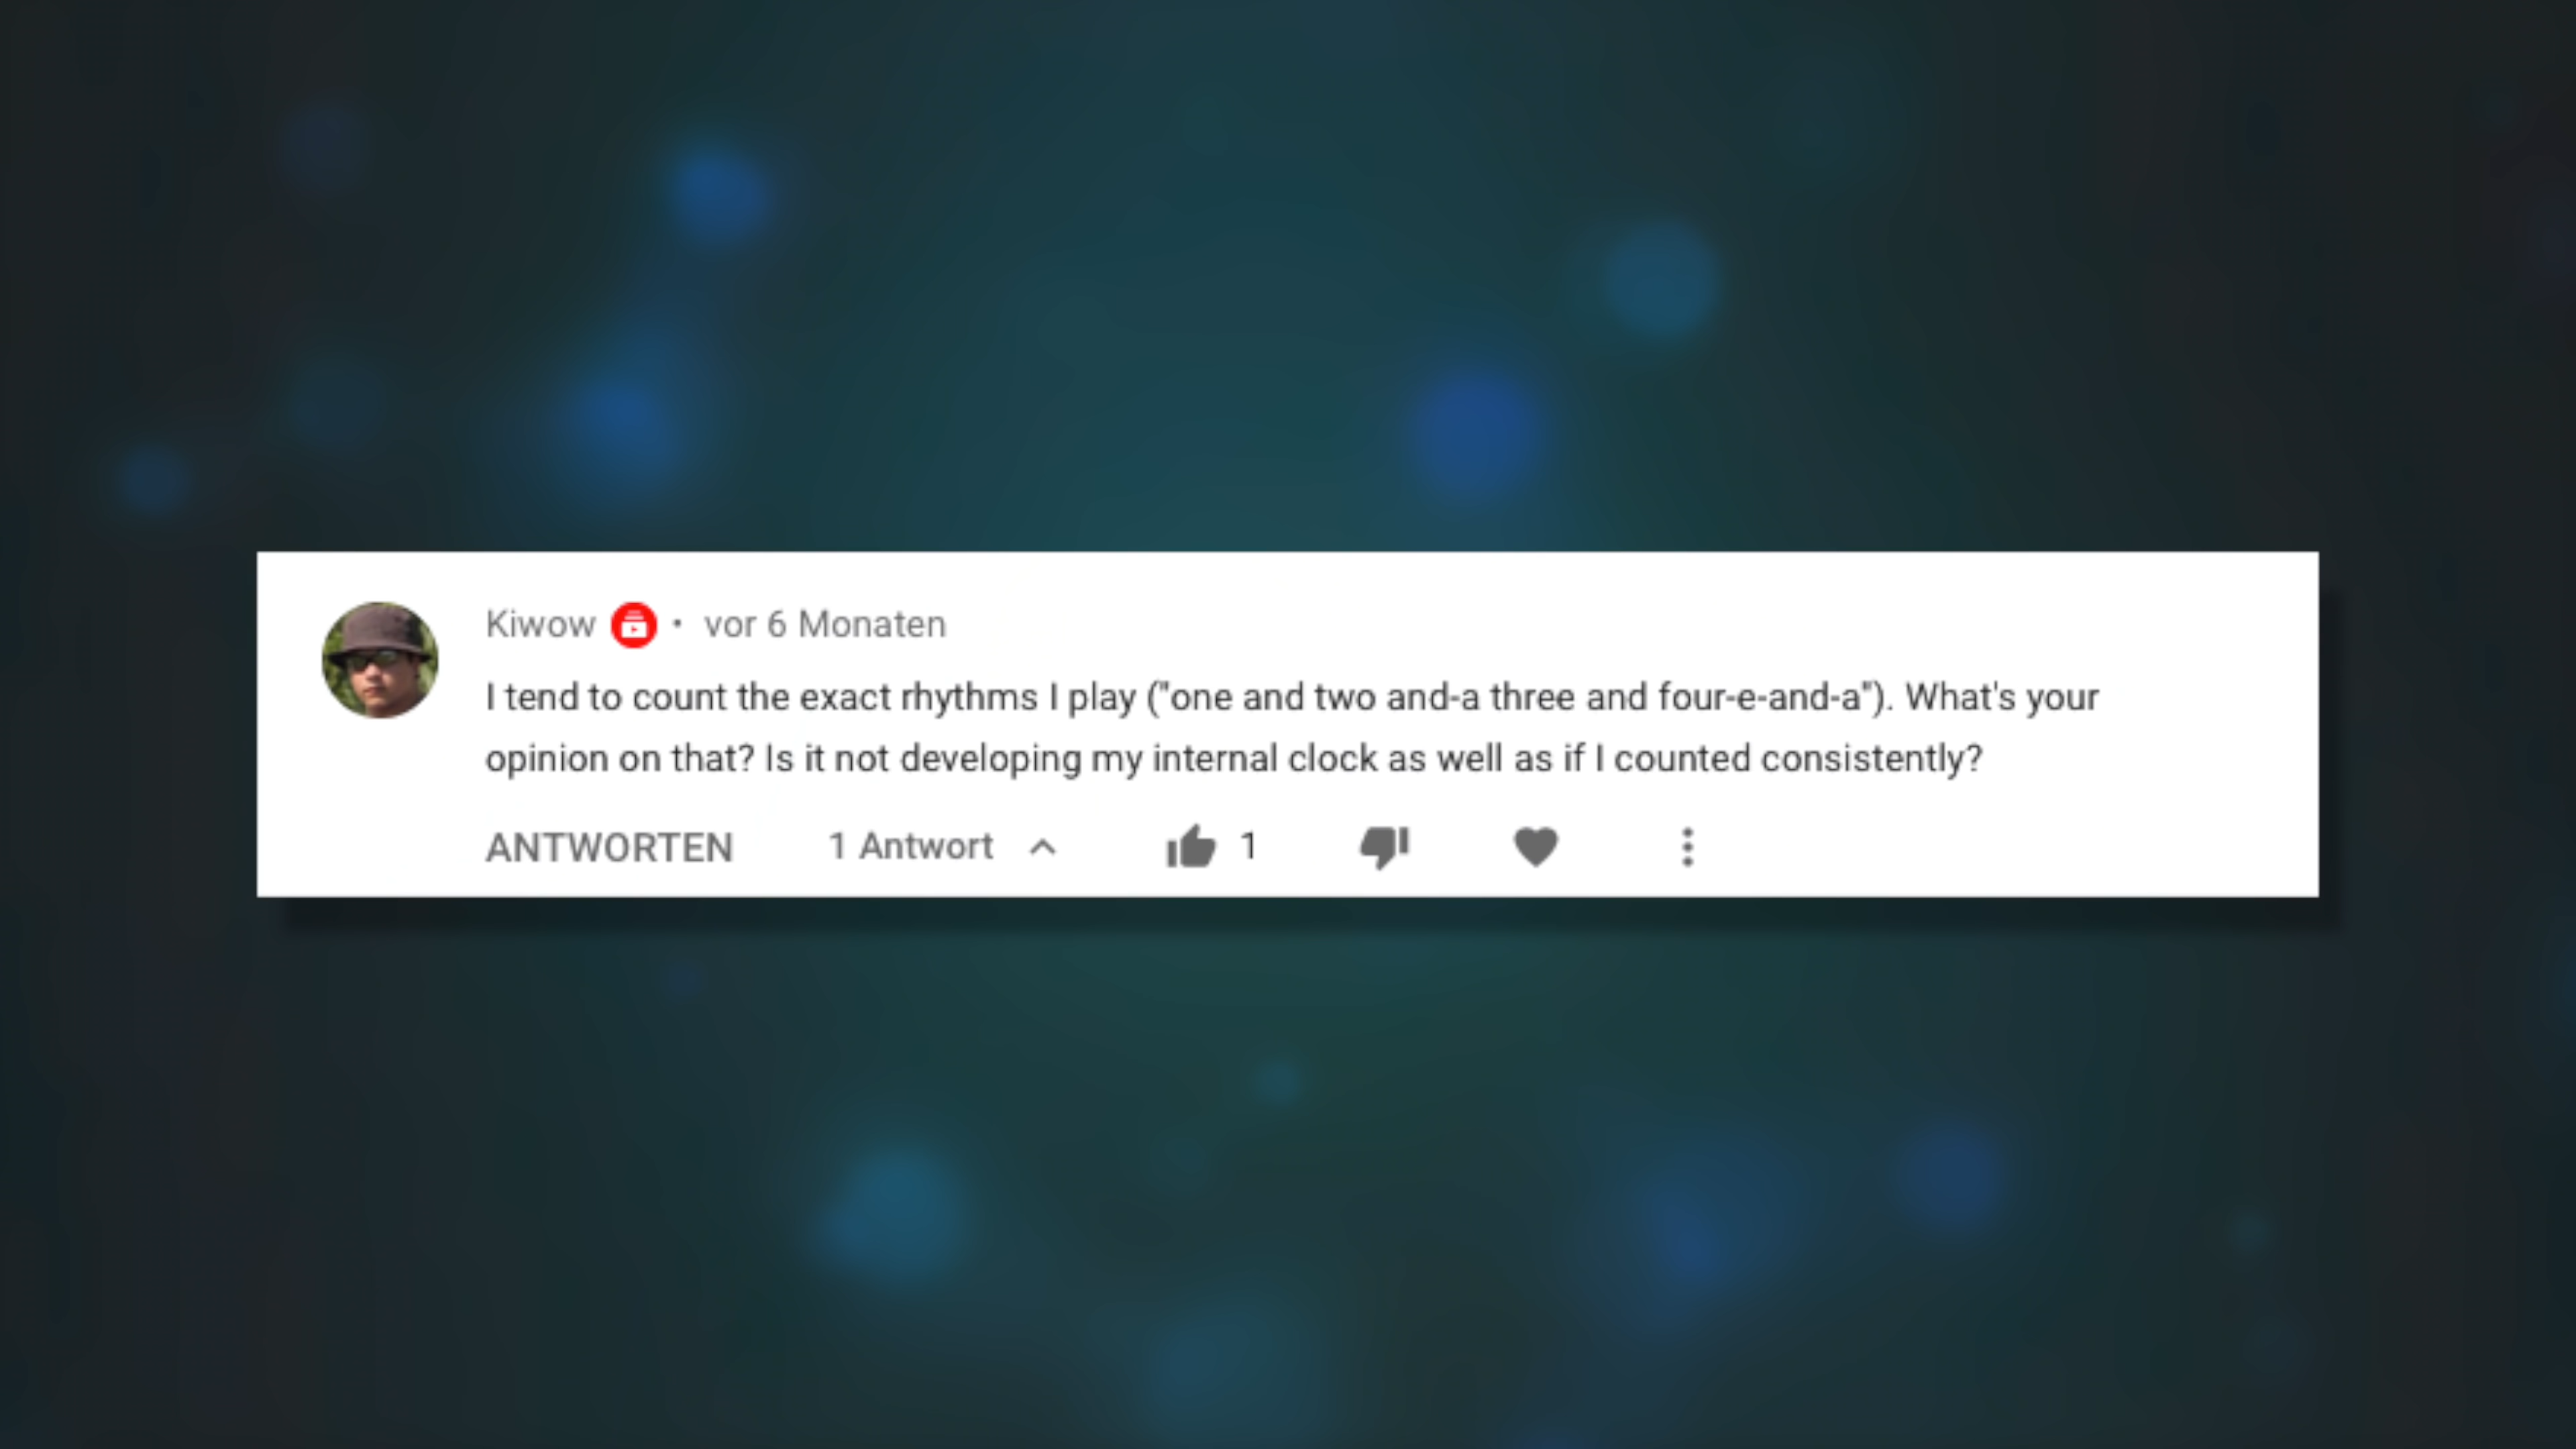 Kiwow • vor 6 Monaten
I tend to count the exact rhythms I play ("one and two and-a three and four-e-and-a"). What's your
opinion on that? Is it not developing my internal clock as well as if I counted consistently?
ANTWORTEN 1 Antwort 1